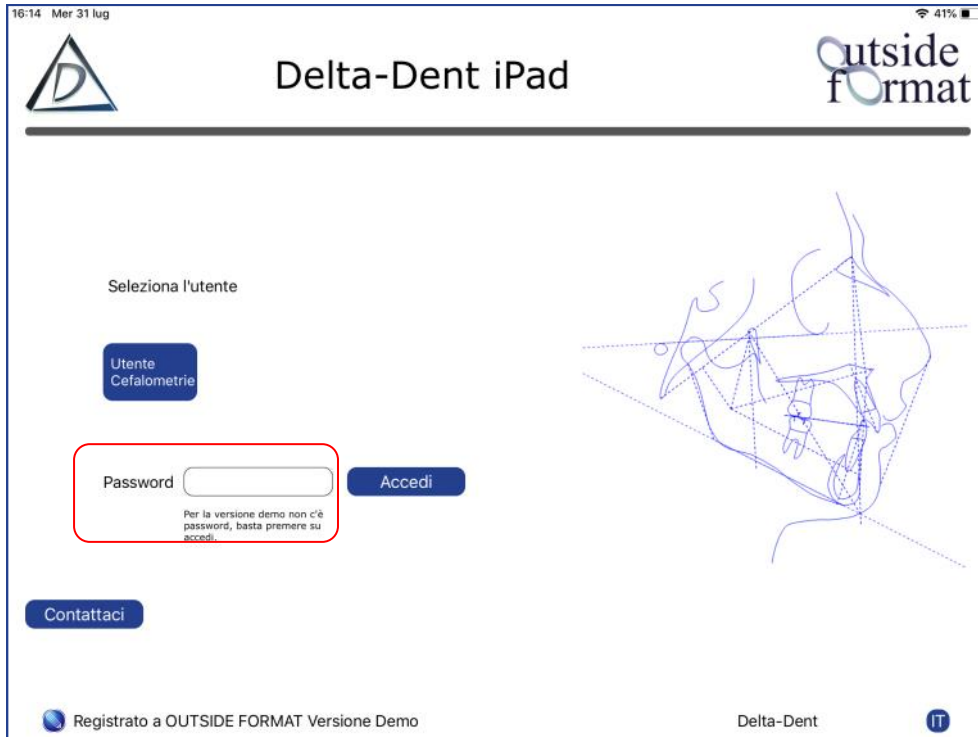 16:14 Mer 31 lug
41%
D
Delta-Dent iPad
Outside
format
Seleziona l'utente
Utente
Cefalometrie
Password
Accedi
Per la versione demo non c'è
password, basta premere su
accedi.
Contattaci
Registrato a OUTSIDE FORMAT Versione Demo
Delta-Dent
IT